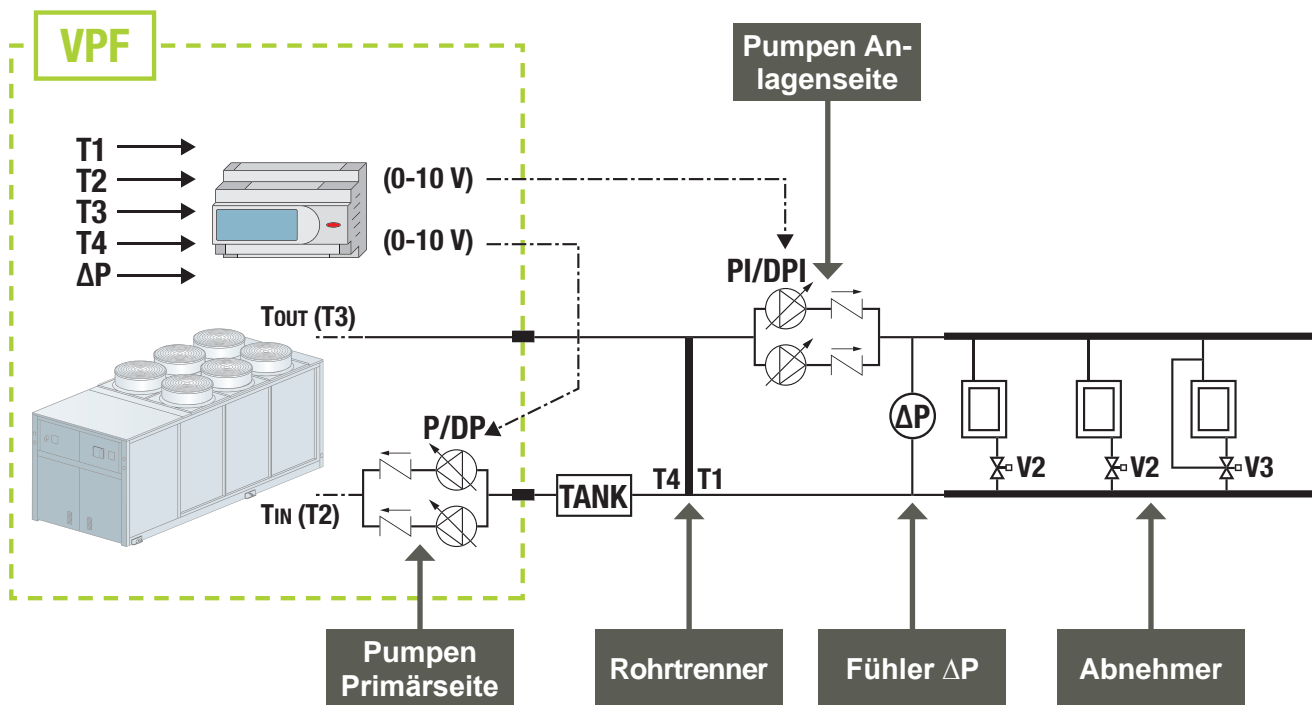 VPF
Pumpen An-
lagenseite
T1
T2
T3
T4
ΔP
(0-10 V)
(0-10 V)
PI/DPI
TOUT (T3)
P/DP
ΔP
TIN (T2)
TANK
T4
T1
V2
V2
V3
Pumpen
Primärseite
Rohrtrenner
Fühler ΔP
Abnehmer